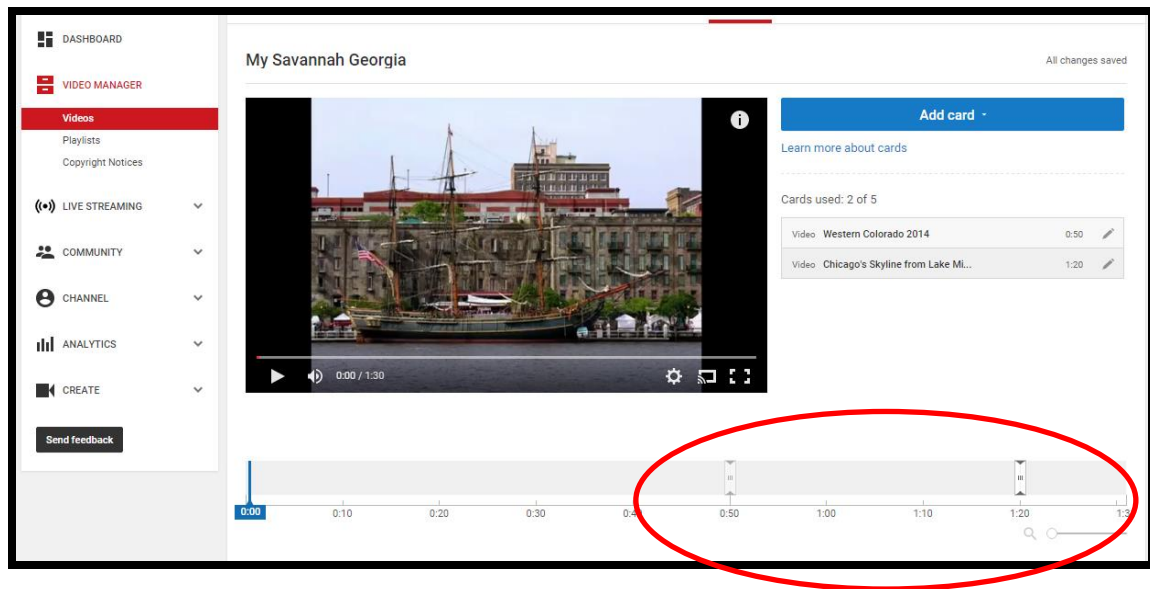 DASHBOARD
VIDEO MANAGER
Videos
Playlists
Copyright Notices
LIVE STREAMING
COMMUNITY
CHANNEL
ANALYTICS
CREATE
Send feedback
My Savannah Georgia
All changes saved
0:00 / 1:30
Add card
Learn more about cards
Cards used: 2 of 5
Video Western Colorado 2014 0:50
Video Chicago's Skyline from Lake Mi... 1:20
0:00 0:10 0:20 0:30 0:50 1:00 1:10 1:20